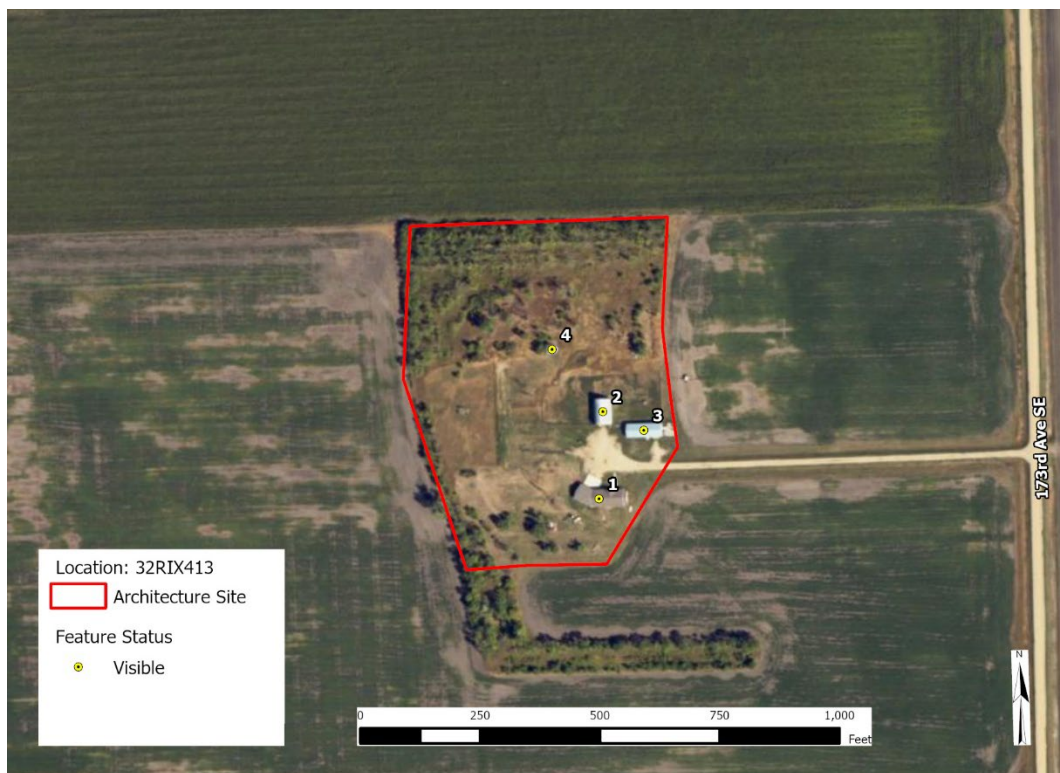 4
2
3
1
173rd Ave SE
Location: 32RIX413
Architecture Site
Feature Status
Visible
N
0 250 500 750 1,000
Feet